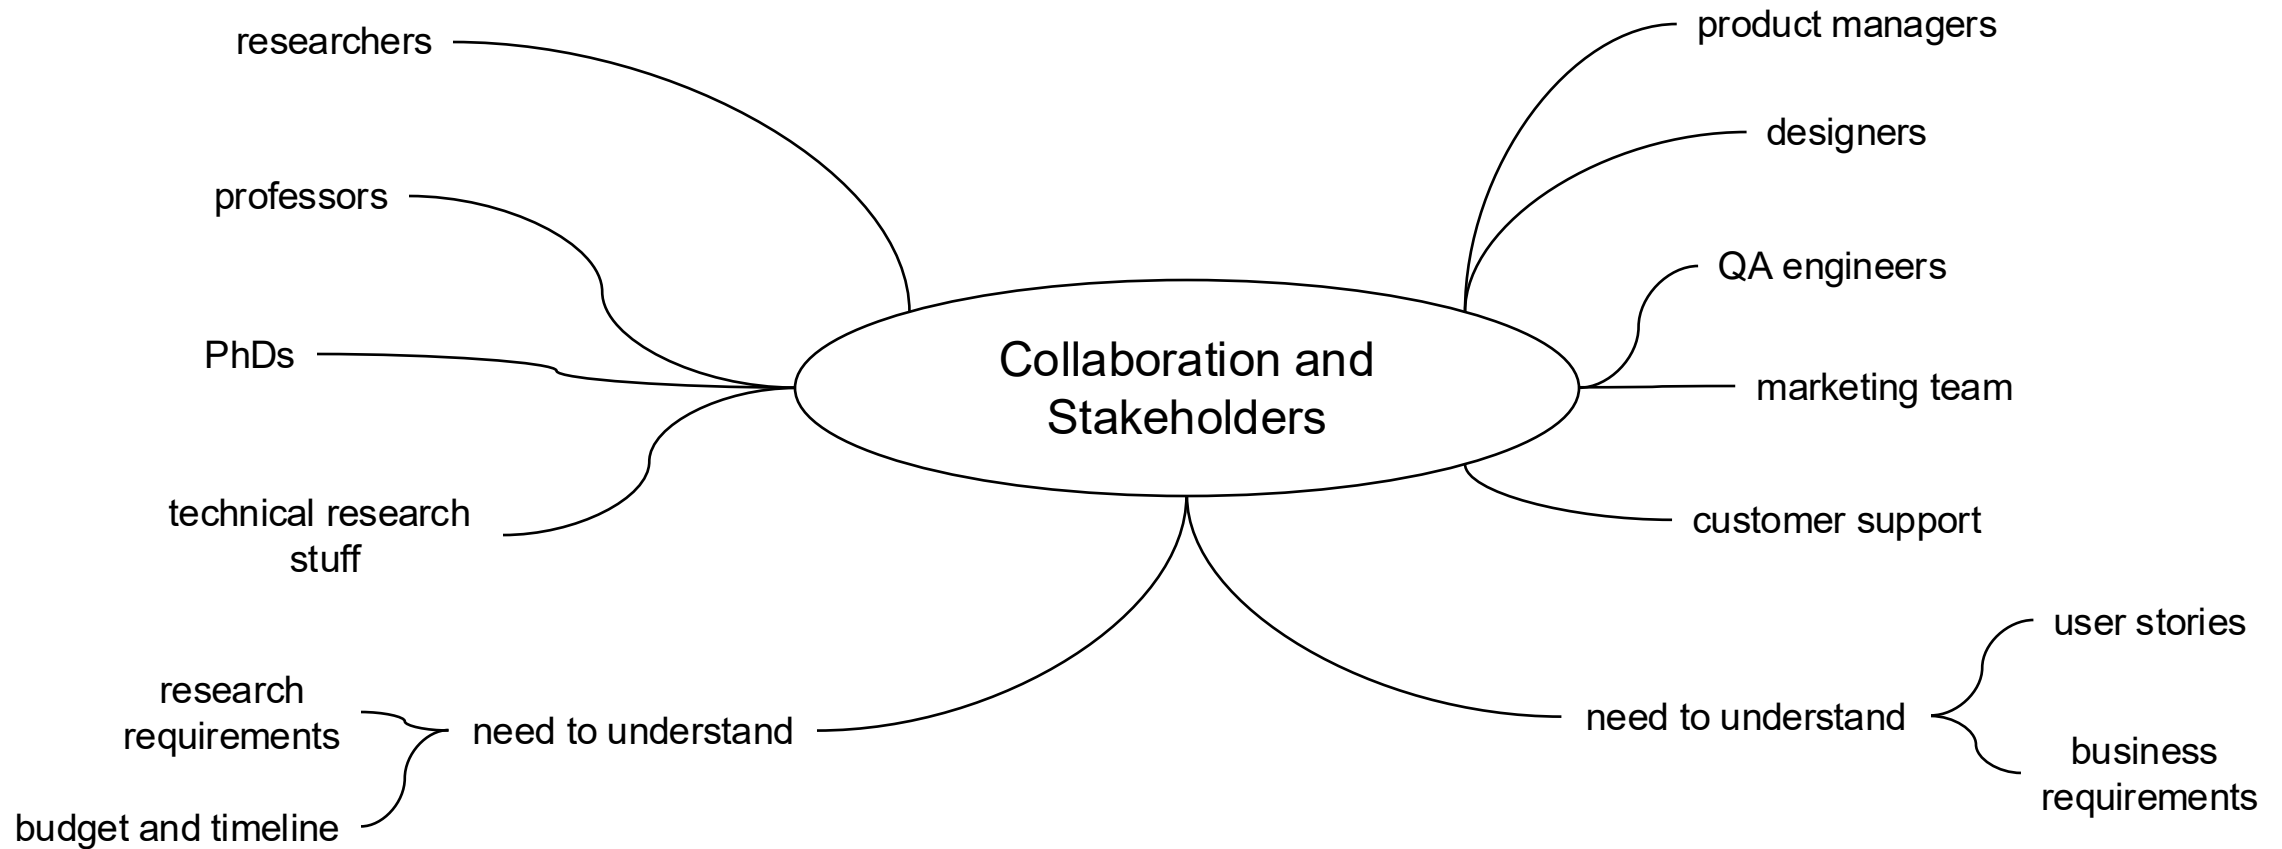 researchers
professors
PhDs
technical research
stuff
Collaboration and
Stakeholders
product managers
designers
QA engineers
marketing team
customer support
need to understand
research
requirements
budget and timeline
need to understand
user stories
business
requirements